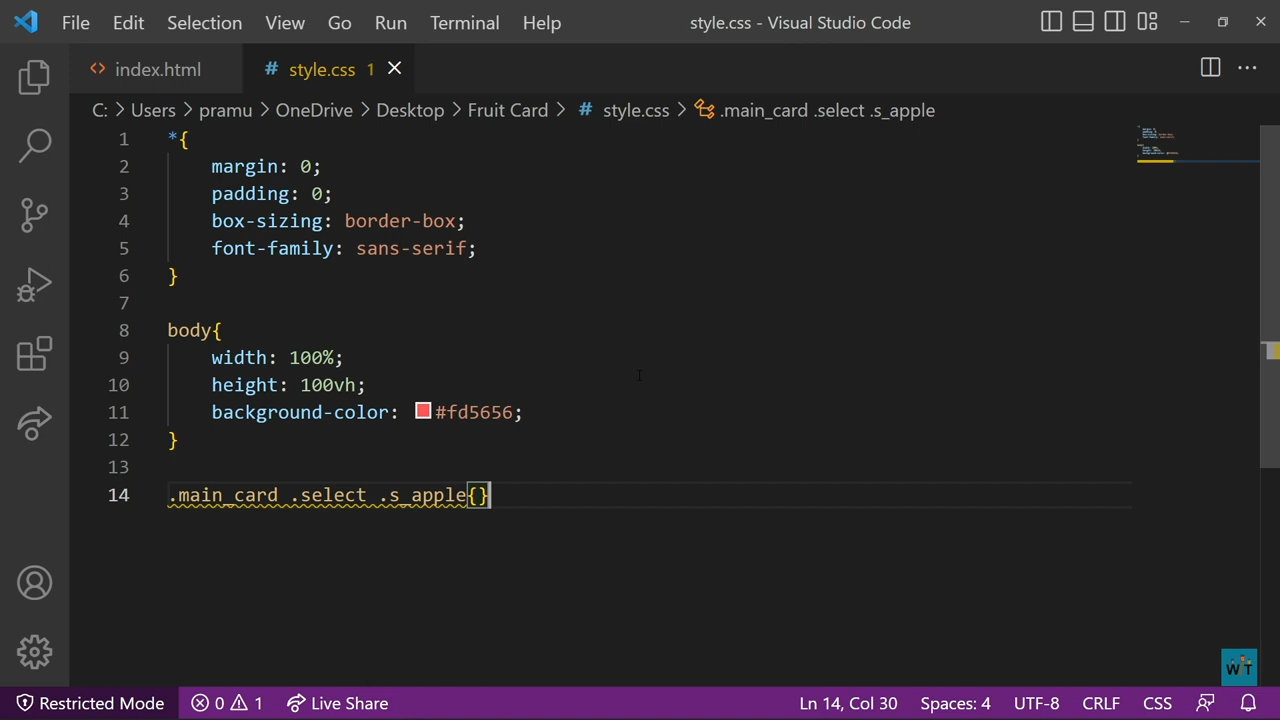 File Edit Selection View Go Run Terminal Help style.css - Visual Studio Code
index.html # style.css 1
C: > Users > pramu > OneDrive > Desktop > Fruit Card > # style.css > .main_card .select .s_apple
1 *{
2 margin: 0;
3 padding: 0;
4 box-sizing: border-box;
5 font-family: sans-serif;
6 }
7
8 body{
9 width: 100%;
10 height: 100vh;
11 background-color: #fd5656;
12 }
13
14 .main_card .select .s_apple{}
WT
Restricted Mode 0 1 Live Share Ln 14, Col 30 Spaces: 4 UTF-8 CRLF CSS